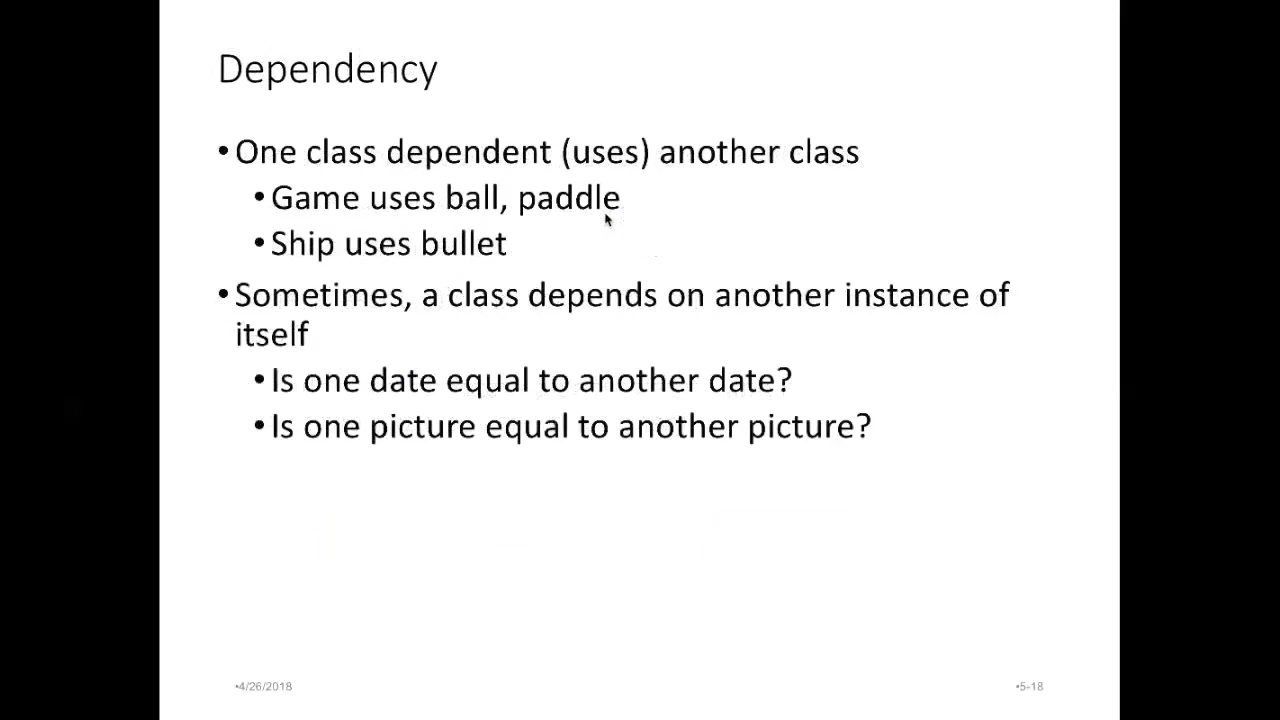 Dependency
•One class dependent (uses) another class
•Game uses ball, paddle
•Ship uses bullet
•Sometimes, a class depends on another instance of
itself
•Is one date equal to another date?
•Is one picture equal to another picture?
•4/26/2018
•5-18